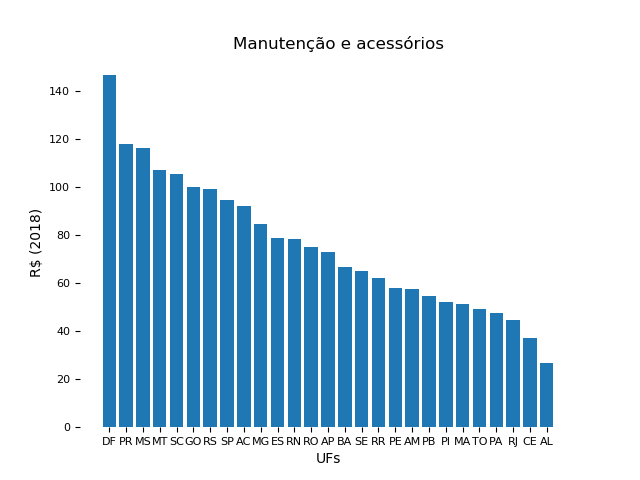 Manutenção e acessórios
R$ (2018)
140
120
100
80
60
40
20
0
DF PR MS MT SC GO RS SP AC MG ES RN RO AP BA SE RR PE AM PB PI MA TO PA RJ CE AL
UFs